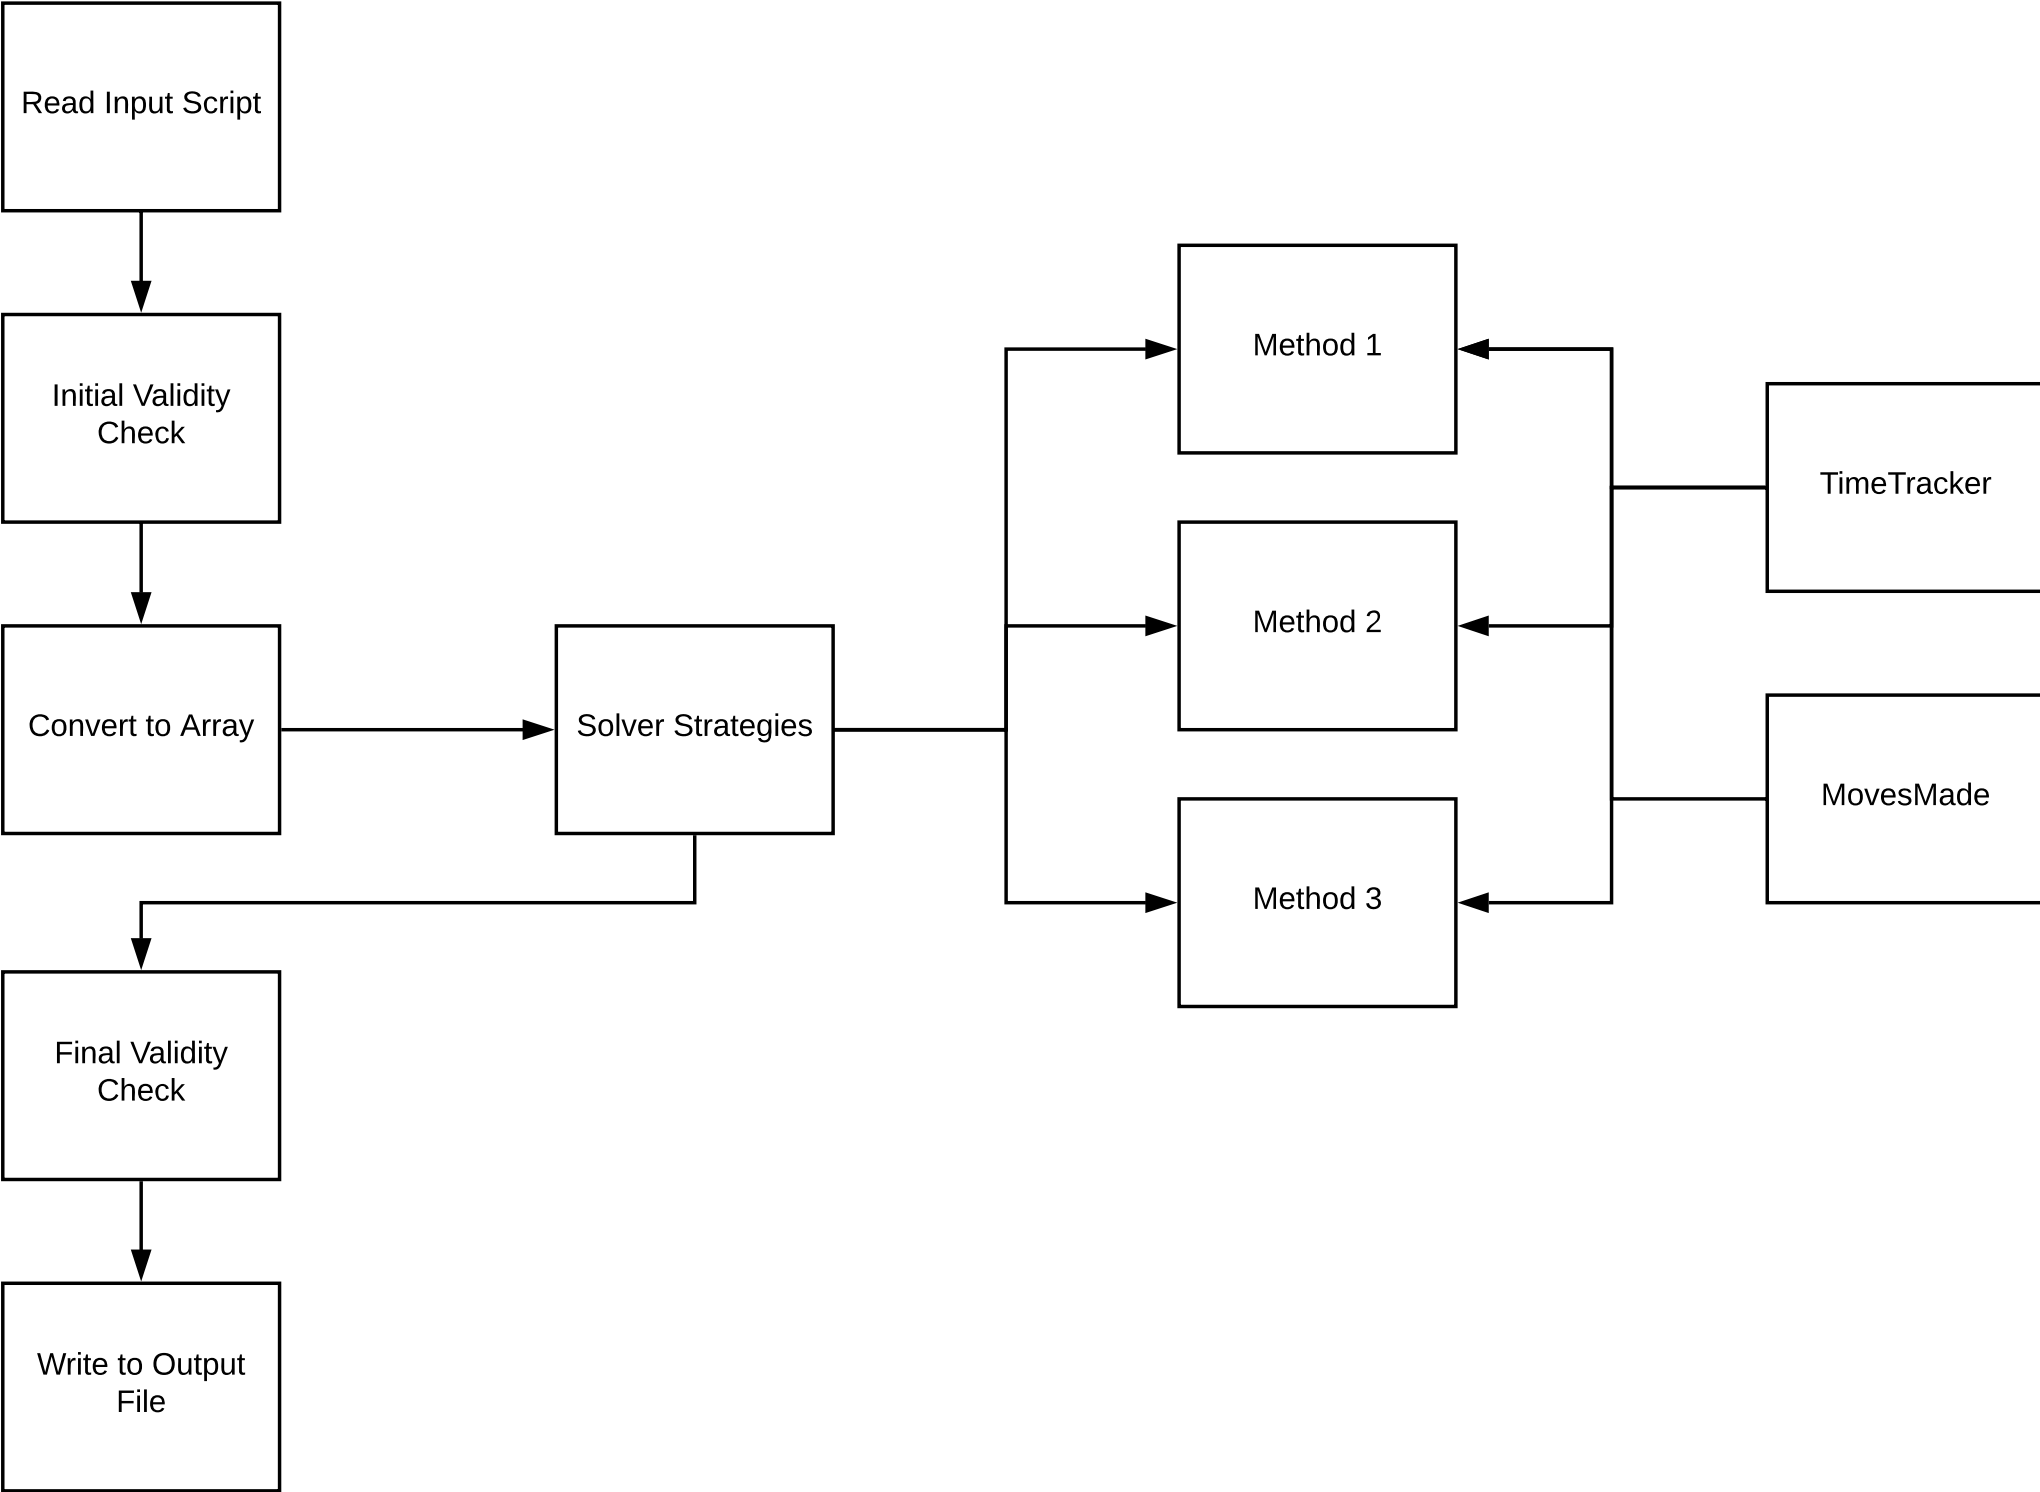 Read Input Script
Initial Validity
Check
Convert to Array
Solver Strategies
Method 1
Method 2
Method 3
TimeTracker
MovesMade
Final Validity
Check
Write to Output
File